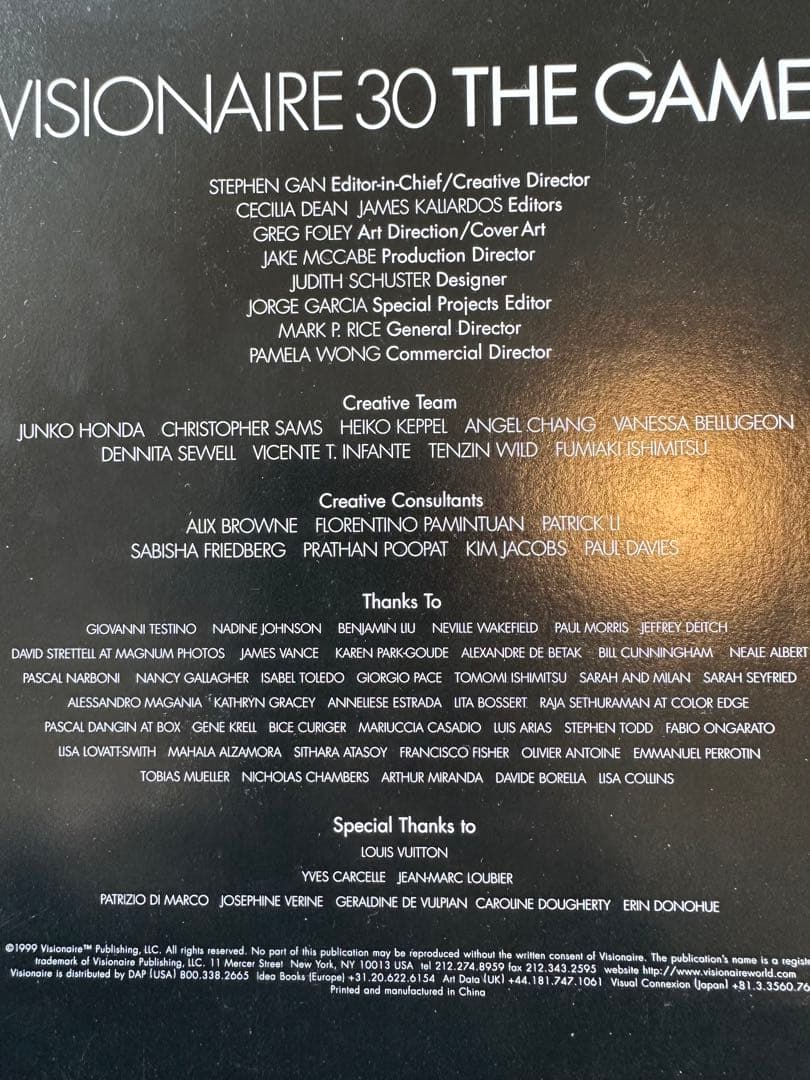 VISIONAIRE 30 THE GAME
STEPHEN GAN Editor-in-Chief/Creative Director
CECILIA DEAN JAMES KALIARDOS Editors
GREG FOLEY Art Direction/Cover Art
JAKE MCCABE Production Director
JUDITH SCHUSTER Designer
JORGE GARCIA Special Projects Editor
MARK P. RICE General Director
PAMELA WONG Commercial Director
Creative Team
JUNKO HONDA CHRISTOPHER SAMS HEIKO KEPPEL ANGEL CHANG VANESSA BELLUGEON
DENNITA SEWELL VICENTE T. INFANTE TENZIN WILD FUMIAKI ISHIMITSU
Creative Consultants
ALIX BROWNE FLORENTINO PAMINTUAN PATRICK LI
SABISHA FRIEDBERG PRATHAN POOPAT KIM JACOBS PAUL DAVIES
Thanks To
GIOVANNI TESTINO NADINE JOHNSON BENJAMIN LIU NEVILLE WAKEFIELD PAUL MORRIS JEFFREY DEITCH
DAVID STRETTELL AT MAGNUM PHOTOS JAMES VANCE KAREN PARK-GOUDE ALEXANDRE DE BETAK BILL CUNNINGHAM NEALE ALBERT
PASCAL NARBONI NANCY GALLAGHER ISABEL TOLEDO GIORGIO PACE TOMOMI ISHIMITSU SARAH AND MILAN SARAH SEYFRIED
ALESSANDRO MAGANIA KATHRYN GRACEY ANNELIESE ESTRADA LITA BOSSERT RAJA SETHURAMAN AT COLOR EDGE
PASCAL DANGIN AT BOX GENE KRELL BICE CURIGER MARIUCCIA CASADIO LUIS ARIAS STEPHEN TODD FABIO ONGARATO
LISA LOVATT-SMITH MAHALA ALZAMORA SITHARA ATASOY FRANCISCO FISHER OLIVIER ANTOINE EMMANUEL PERROTIN
TOBIAS MUELLER NICHOLAS CHAMBERS ARTHUR MIRANDA DAVIDE BORELLA LISA COLLINS
Special Thanks to
LOUIS VUITTON
YVES CARCELLE JEAN-MARC LOUBIER
PATRIZIO DI MARCO JOSEPHINE VERINE GERALDINE DE VULPIAN CAROLINE DOUGHERTY ERIN DONOHUE
©1999 Visionaire™ Publishing, LLC. All rights reserved. No part of this publication may be reproduced without the written consent of Visionaire. The publication's name is a registe
trademark of Visionaire Publishing, LLC. 11 Mercer Street New York, NY 10013 USA tel 212.274.8959 fax 212.343.2595 website http://www.visionaireworld.com
Visionaire is distributed by DAP (USA) 800.338.2665 Idea Books (Europe) +31.20.622.6154 Art Data (UK) +44.181.747.1061 Visual Connexion (Japan) +81.3.3560.76
Printed and manufactured in China